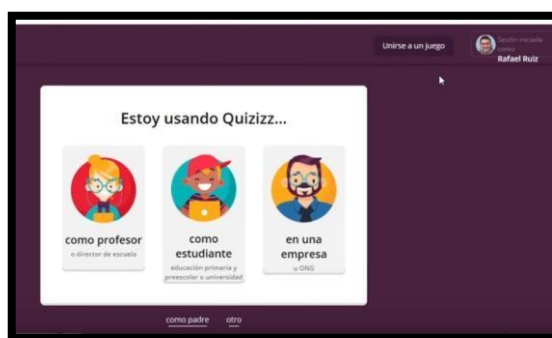 Unirse a un juego
Sesión iniciada
como
Rafael Ruiz
Estoy usando Quizizz...
como profesor
o director de escuela
como
estudiante
educación primaria y
preescolar o universidad
en una
empresa
u ONG
como padre otro